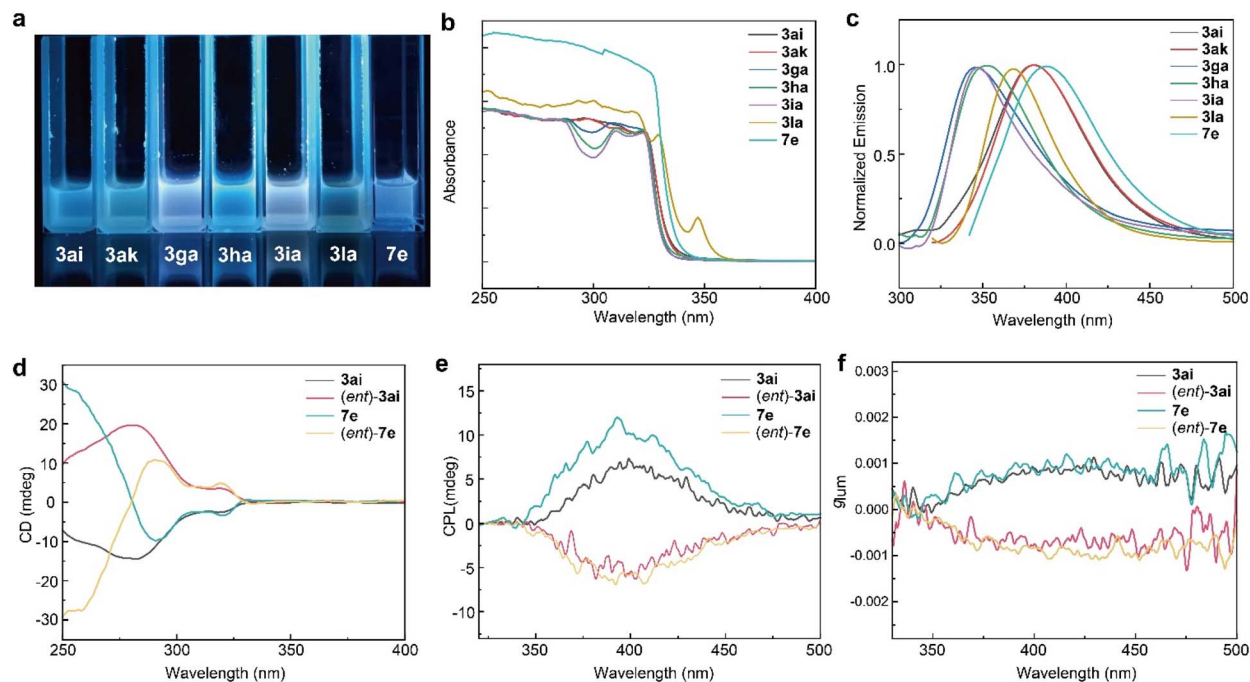 a
3ai 3ak 3ga 3ha 3ia 3la 7e
b
Absorbance
3ai
3ak
3ga
3ha
3ia
3la
7e
250 300 350 400
Wavelength (nm)
c
Normalized Emission
1.0
0.5
0.0
3ai
3ak
3ga
3ha
3ia
3la
7e
300 350 400 450 500
Wavelength (nm)
d
CD (mdeg)
30
20
10
0
-10
-20
-30
3ai
(ent)-3ai
7e
(ent)-7e
250 300 350 400
Wavelength (nm)
e
CPL(mdeg)
15
10
5
0
-5
-10
3ai
(ent)-3ai
7e
(ent)-7e
350 400 450 500
Wavelength (nm)
f
glum
0.003
0.002
0.001
0.000
-0.001
-0.002
3ai
(ent)-3ai
7e
(ent)-7e
350 400 450 500
Wavelength (nm)